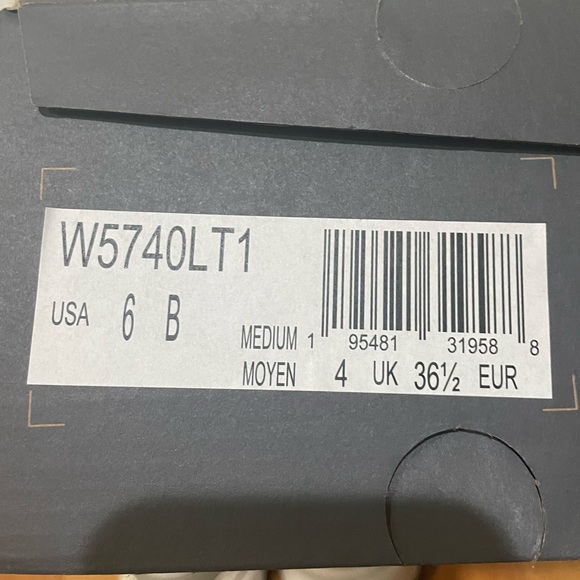 W5740LT1
USA 6 B
MEDIUM 1 95481 31958 8
MOYEN 4 UK 36½ EUR